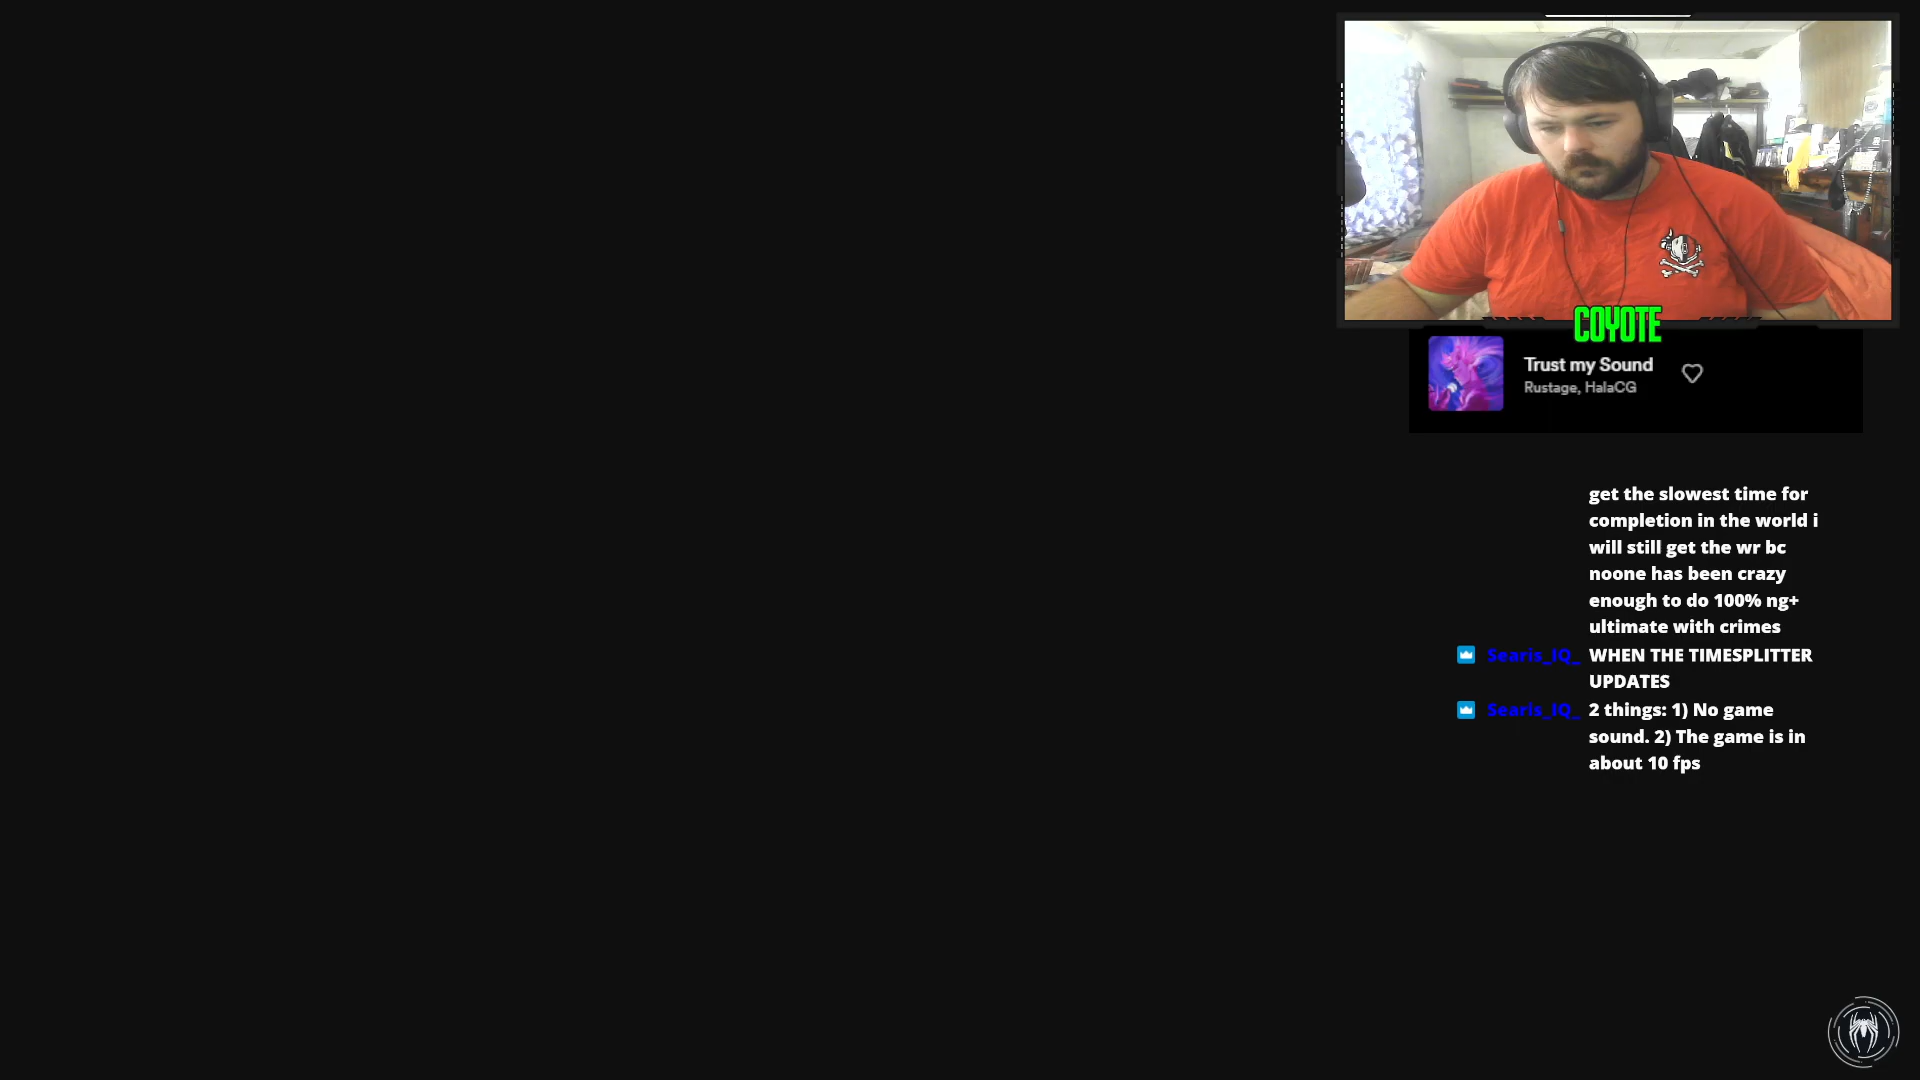 COYOTE
Trust my Sound
Rustage, HalaCG
get the slowest time for
completion in the world i
will still get the wr bc
noone has been crazy
enough to do 100% ng+
ultimate with crimes
Searis_IQ_ WHEN THE TIMESPLITTER
UPDATES
Searis_IQ_ 2 things: 1) No game
sound. 2) The game is in
about 10 fps